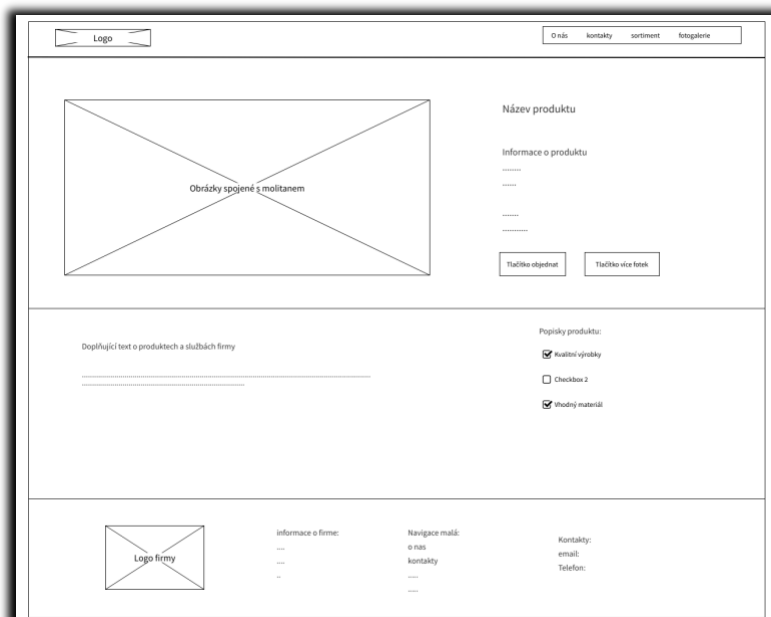 Logo
O nás kontakty sortiment fotogalerie
Obrázky spojené s molitanem
Název produktu
Informace o produktu
.........
.......
........
.............
Tlačítko objednat
Tlačítko více fotek
Doplňující text o produktech a službách firmy
Popisky produktu:
Kvalitní výrobky
Checkbox 2
Vhodný materiál
Logo firmy
informace o firme:
....
....
..
Navigace malá:
o nas
kontakty
.....
.....
Kontakty:
email:
Telefon: